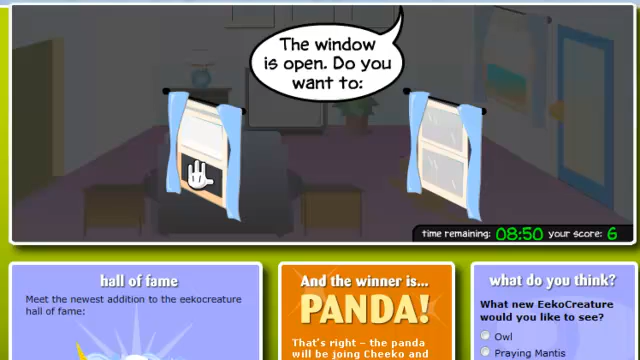 The window
is open. Do you
want to:
time remaining: 08:50 your score: 6
hall of fame
Meet the newest addition to the eekocreature
hall of fame:
And the winner is...
PANDA!
That's right – the panda
will be joing Cheeko and
what do you think?
What new EekoCreature
would you like to see?
Owl
Praying Mantis